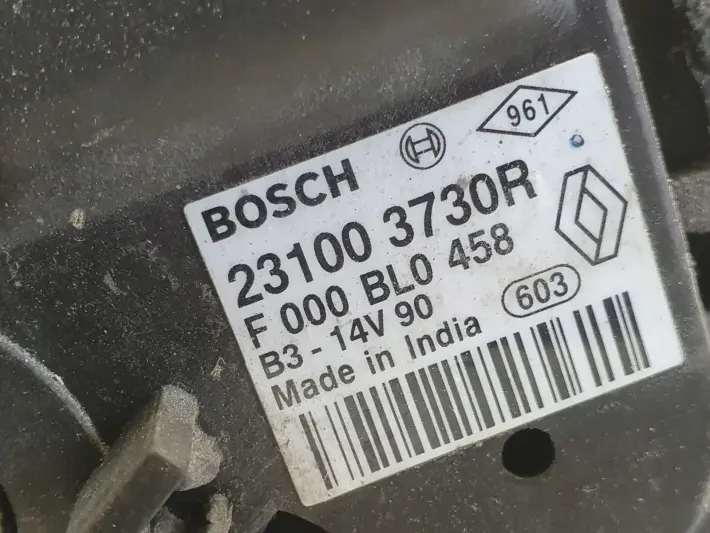 961
BOSCH
23100 3730R
F 000 BL0 458
B3 - 14V 90
603
Made in India